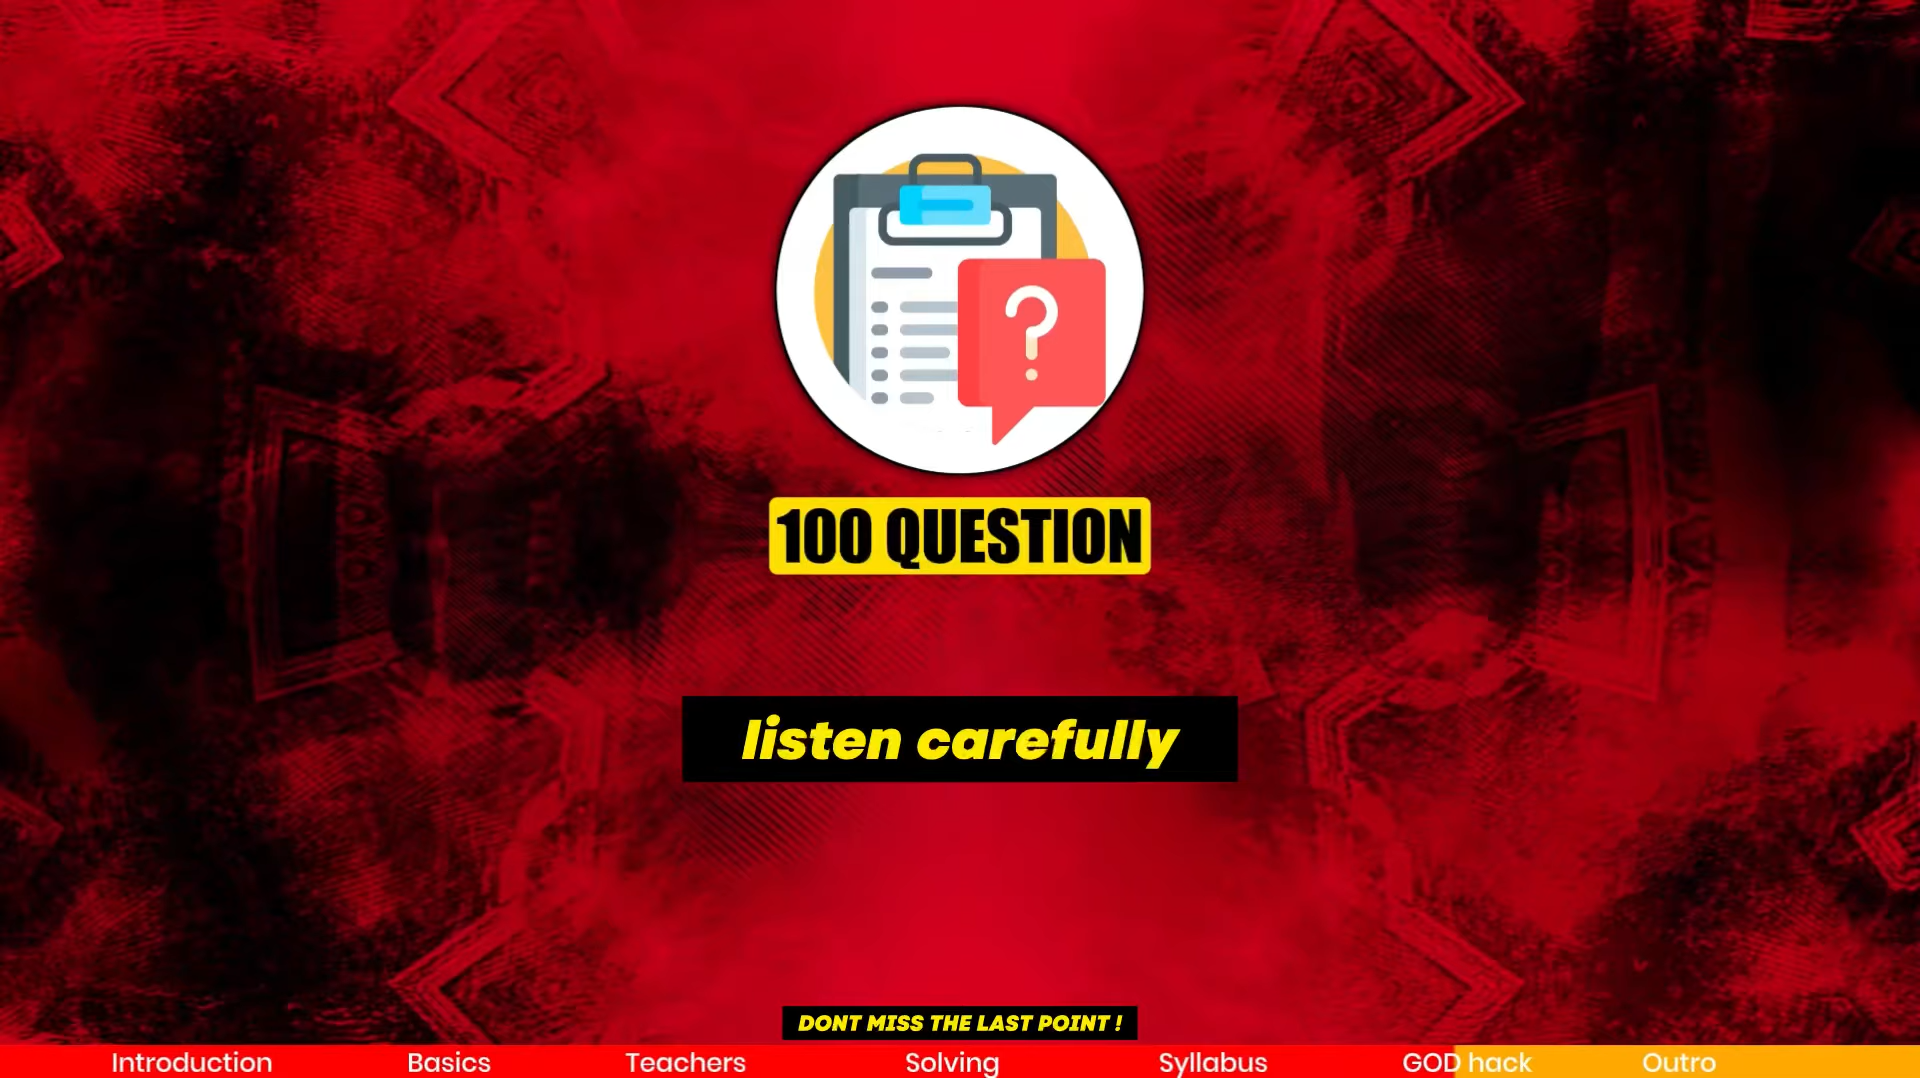 ?
100 QUESTION
listen carefully
DONT MISS THE LAST POINT !
Introduction Basics Teachers Solving Syllabus GOD hack Outro